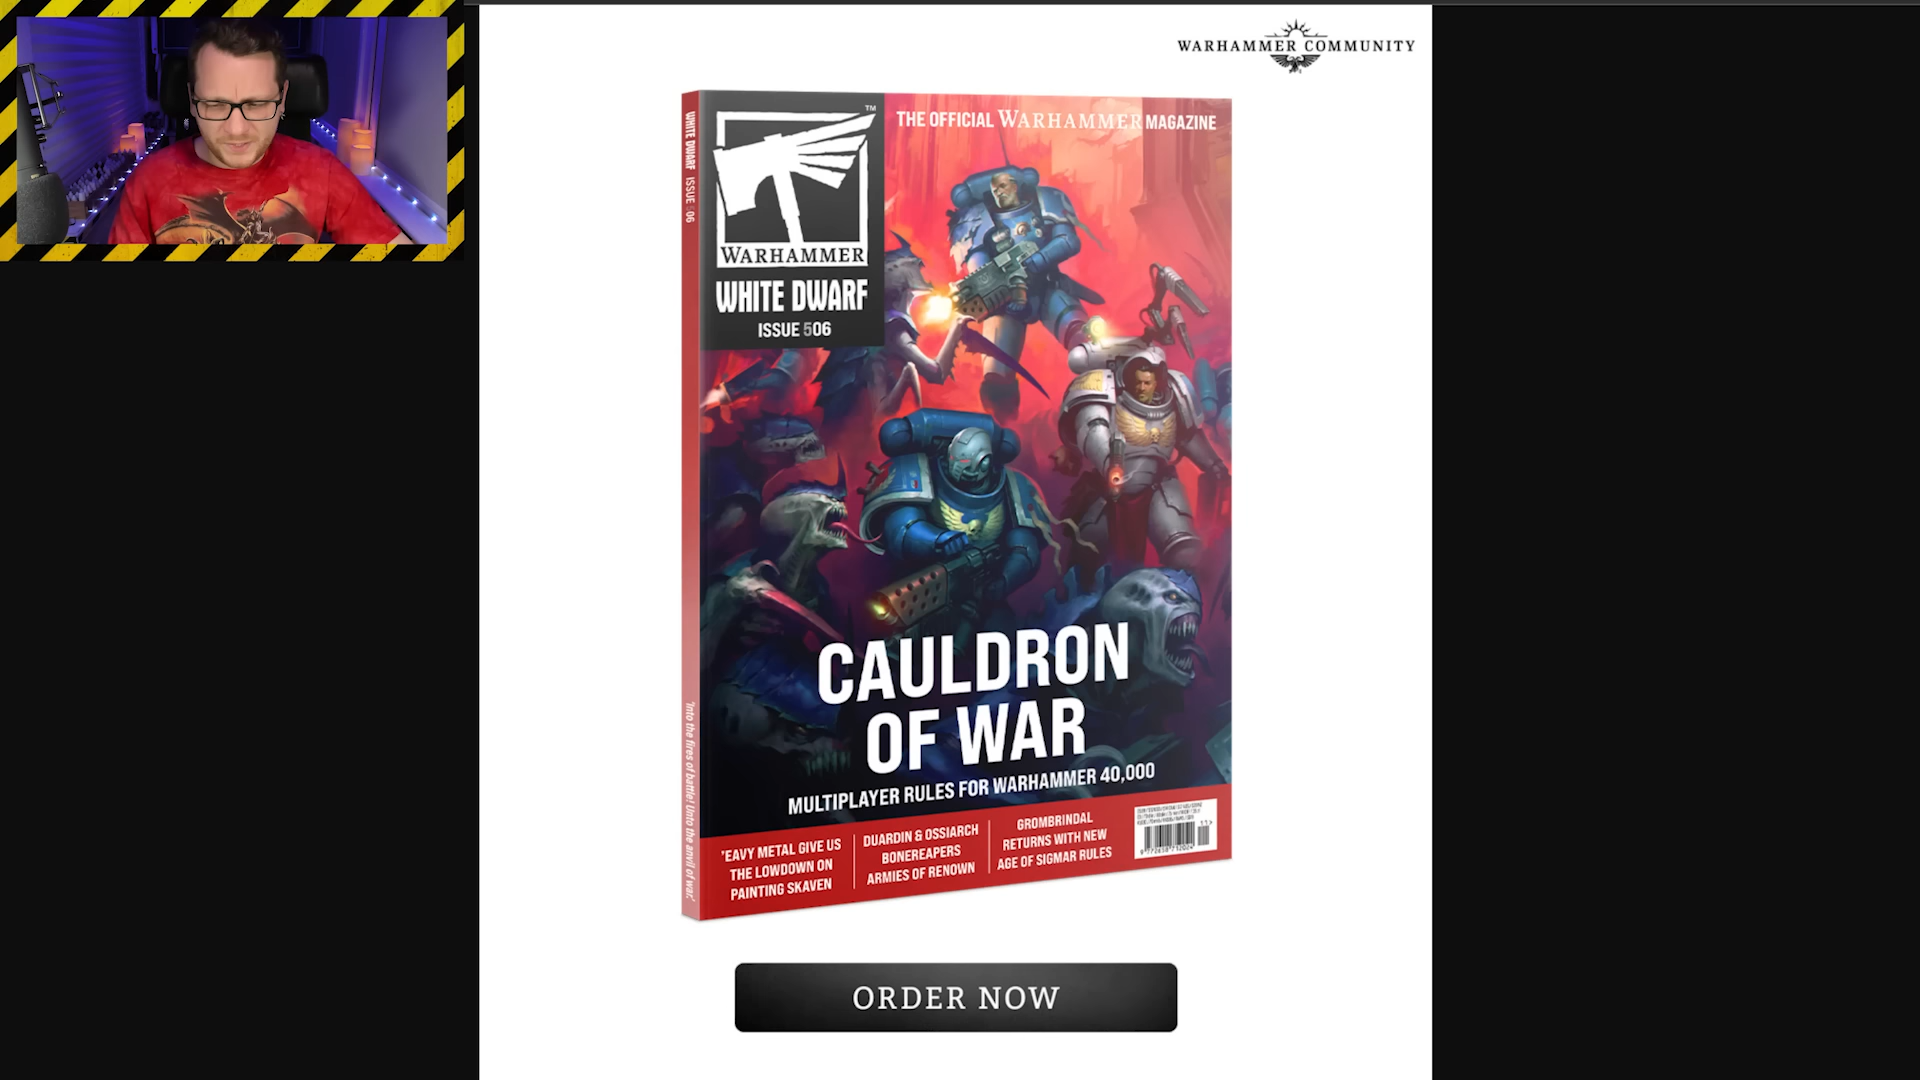 WARHAMMER COMMUNITY
WHITE DWARF ISSUE 506
THE OFFICIAL WARHAMMER MAGAZINE
TM
WARHAMMER
WHITE DWARF
ISSUE 506
CAULDRON
OF WAR
MULTIPLAYER RULES FOR WARHAMMER 40,000
'EAVY METAL GIVE US
THE LOWDOWN ON
PAINTING SKAVEN
DUARDIN & OSSIARCH
BONEREAPERS
ARMIES OF RENOWN
GROMBRINDAL
RETURNS WITH NEW
AGE OF SIGMAR RULES
'Into the fires of battle! Unto the anvil of war.'
ORDER NOW